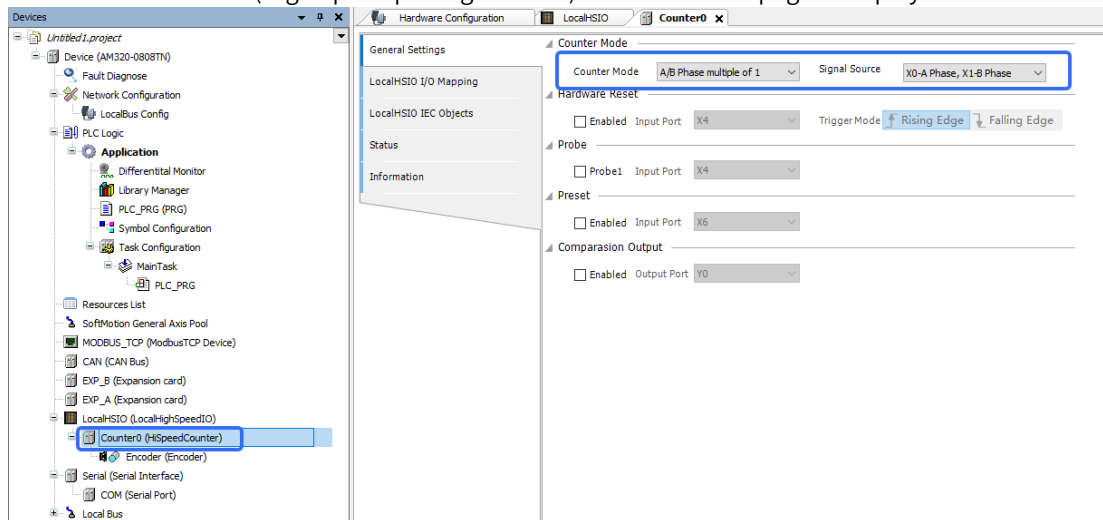 Devices
Untitled1.project
Device (AM320-0808TN)
Fault Diagnose
Network Configuration
LocalBus Config
PLC Logic
Application
Differentital Monitor
Library Manager
PLC_PRG (PRG)
Symbol Configuration
Task Configuration
MainTask
PLC_PRG
Resources List
SoftMotion General Axis Pool
MODBUS_TCP (ModbusTCP Device)
CAN (CAN Bus)
EXP_B (Expansion card)
EXP_A (Expansion card)
LocalHSIO (LocalHighSpeedIO)
Counter0 (HiSpeedCounter)
Encoder (Encoder)
Serial (Serial Interface)
COM (Serial Port)
Local Bus
Hardware Configuration LocalHSIO Counter0
General Settings
LocalHSIO I/O Mapping
LocalHSIO IEC Objects
Status
Information
Counter Mode
Counter Mode A/B Phase multiple of 1 Signal Source X0-A Phase, X1-B Phase
Hardware Reset
Enabled Input Port X4 Trigger Mode Rising Edge Falling Edge
Probe
Probe1 Input Port X4
Preset
Enabled Input Port X6
Comparasion Output
Enabled Output Port Y0